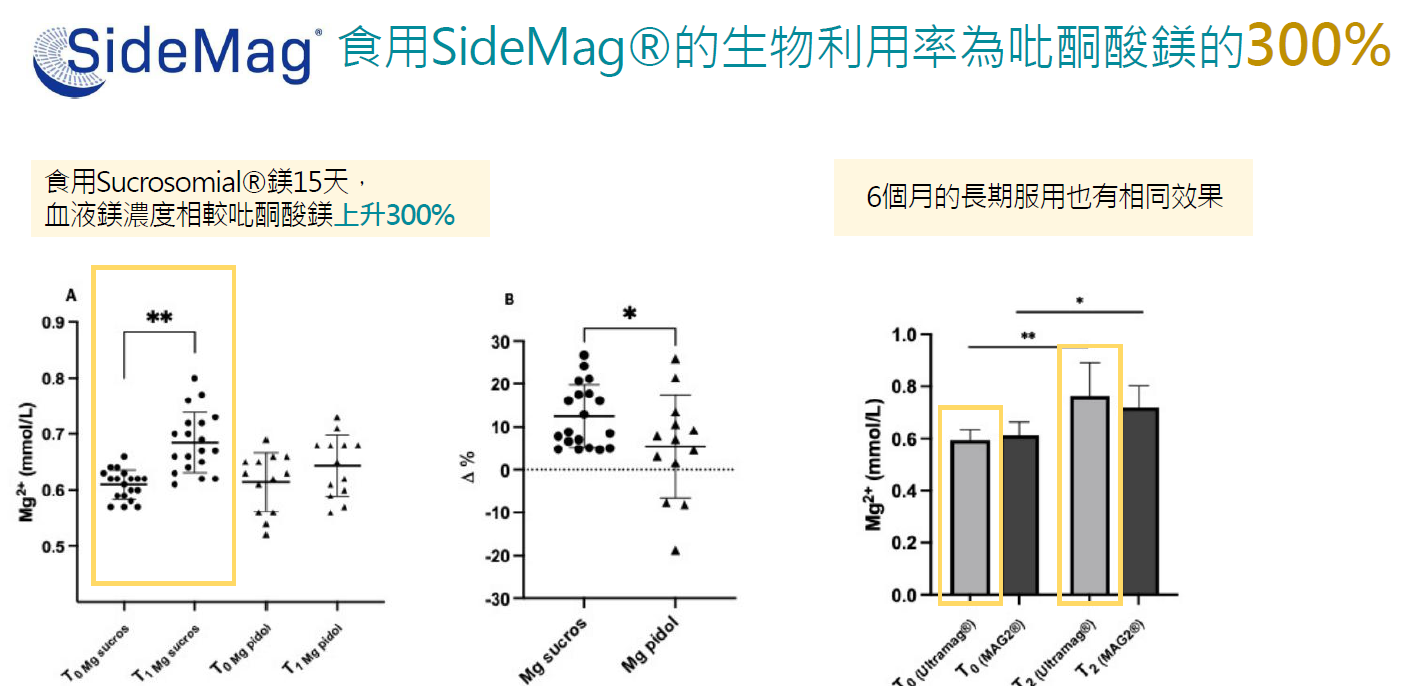 SideMag®
食用SideMag®的生物利用率為吡酮酸鎂的300%
食用Sucrosomial®鎂15天，
血液鎂濃度相較吡酮酸鎂上升300%
6個月的長期服用也有相同效果
A
**
0.9
0.8
0.7
0.6
0.5
Mg²⁺ (mmol/L)
T₀ Mg sucros
T₁ Mg sucros
T₀ Mg pidol
T₁ Mg pidol
B
*
30
20
10
0
-10
-20
-30
Δ %
Mg sucros
Mg pidol
*
**
1.0
0.8
0.6
0.4
0.2
0.0
Mg²⁺ (mmol/L)
T₀ (Ultramag®)
T₀ (MAG2®)
T₂ (Ultramag®)
T₂ (MAG2®)